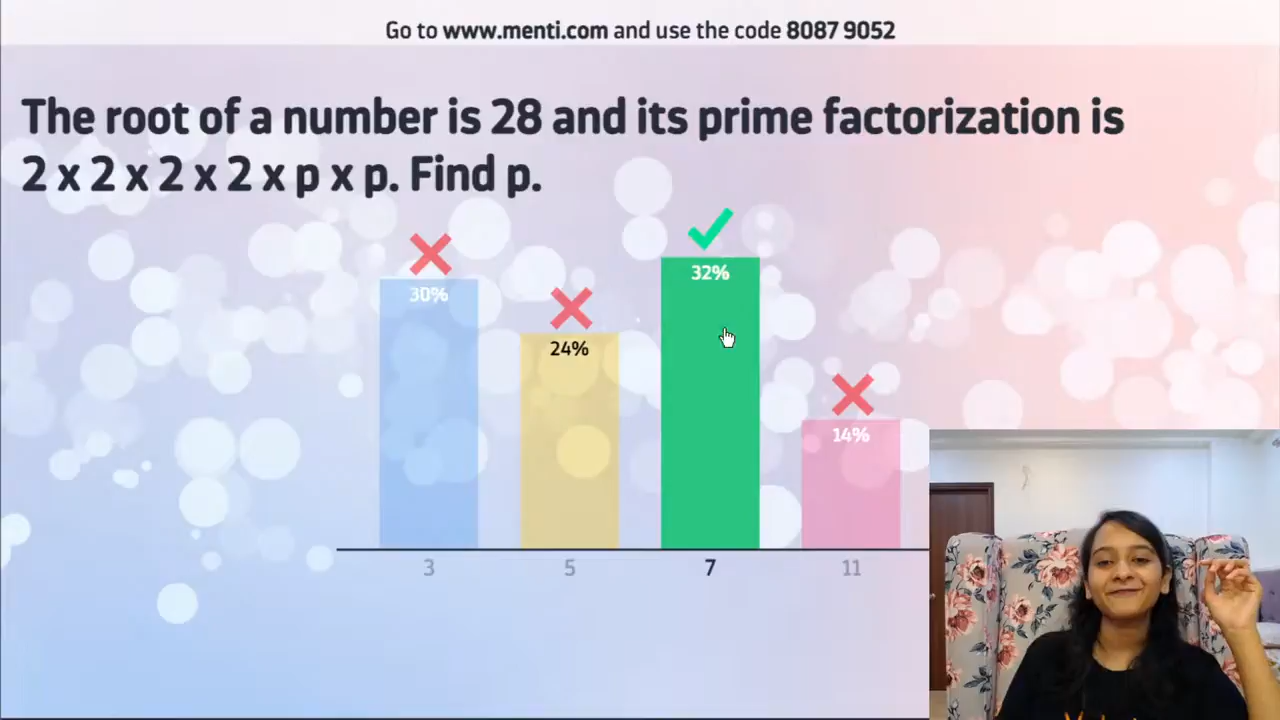 Go to www.menti.com and use the code 8087 9052
The root of a number is 28 and its prime factorization is
2 x 2 x 2 x 2 x p x p. Find p.
30%
24%
32%
14%
3
5
7
11